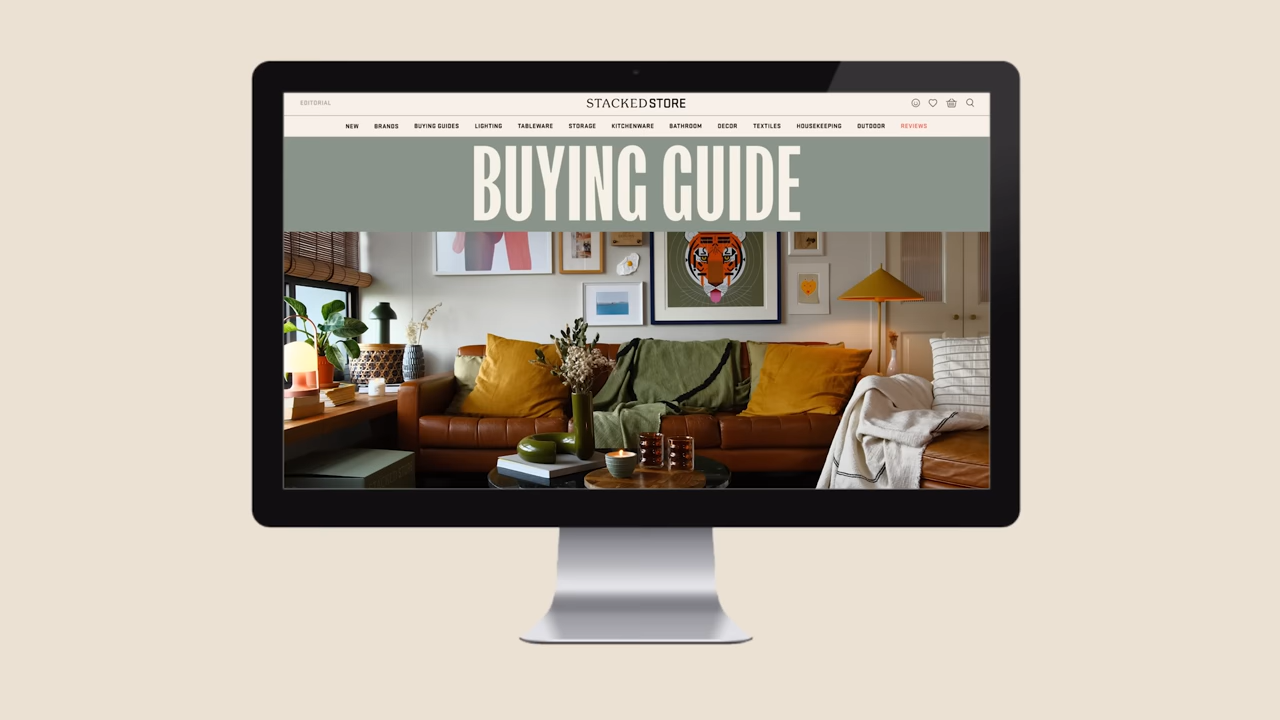 EDITORIAL
STACKEDSTORE
NEW BRANDS BUYING GUIDES LIGHTING TABLEWARE STORAGE KITCHENWARE BATHROOM DECOR TEXTILES HOUSEKEEPING OUTDOOR REVIEWS
BUYING GUIDE